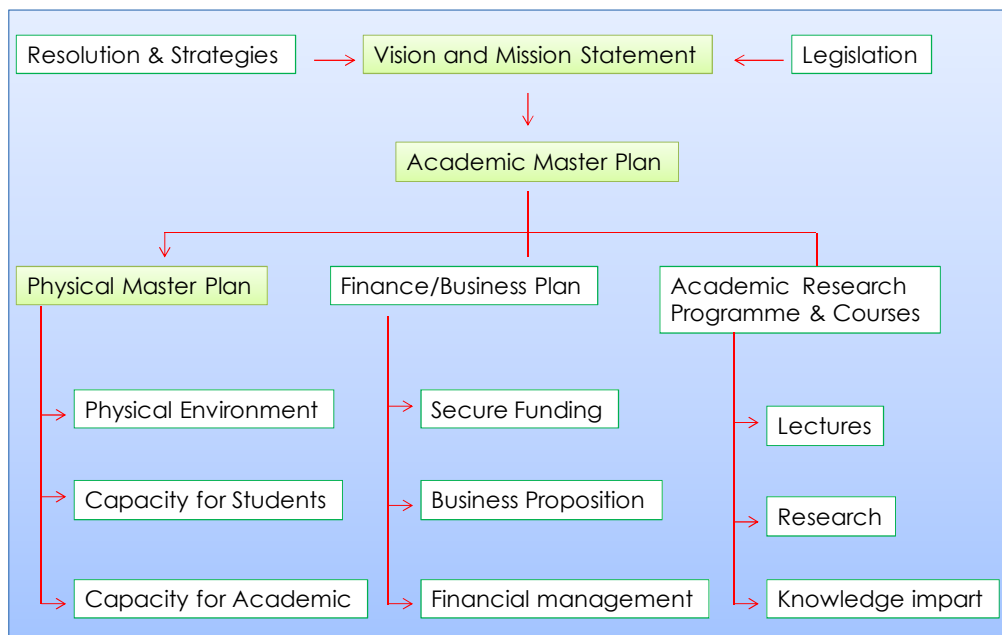 Resolution & Strategies
Vision and Mission Statement
Legislation
Academic Master Plan
Physical Master Plan
Finance/Business Plan
Academic Research
Programme & Courses
Physical Environment
Secure Funding
Lectures
Capacity for Students
Business Proposition
Research
Capacity for Academic
Financial management
Knowledge impart